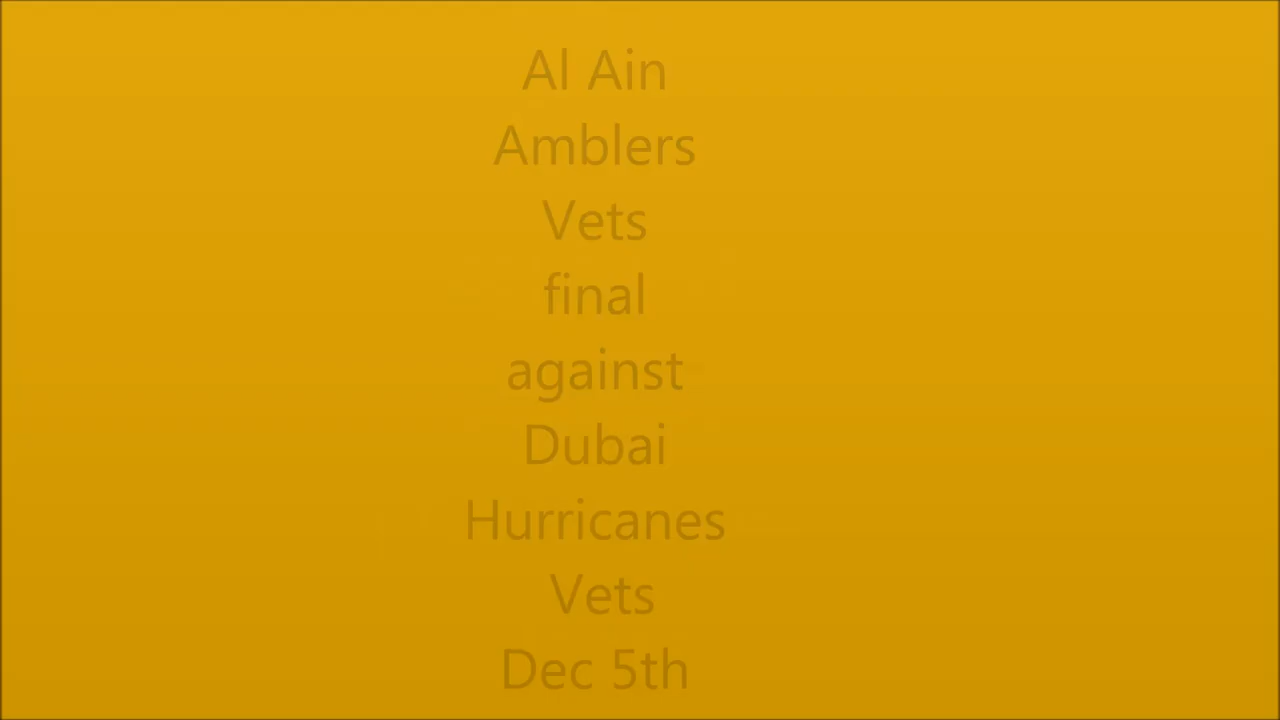 Al Ain
Amblers
Vets
final
against
Dubai
Hurricanes
Vets
Dec 5th